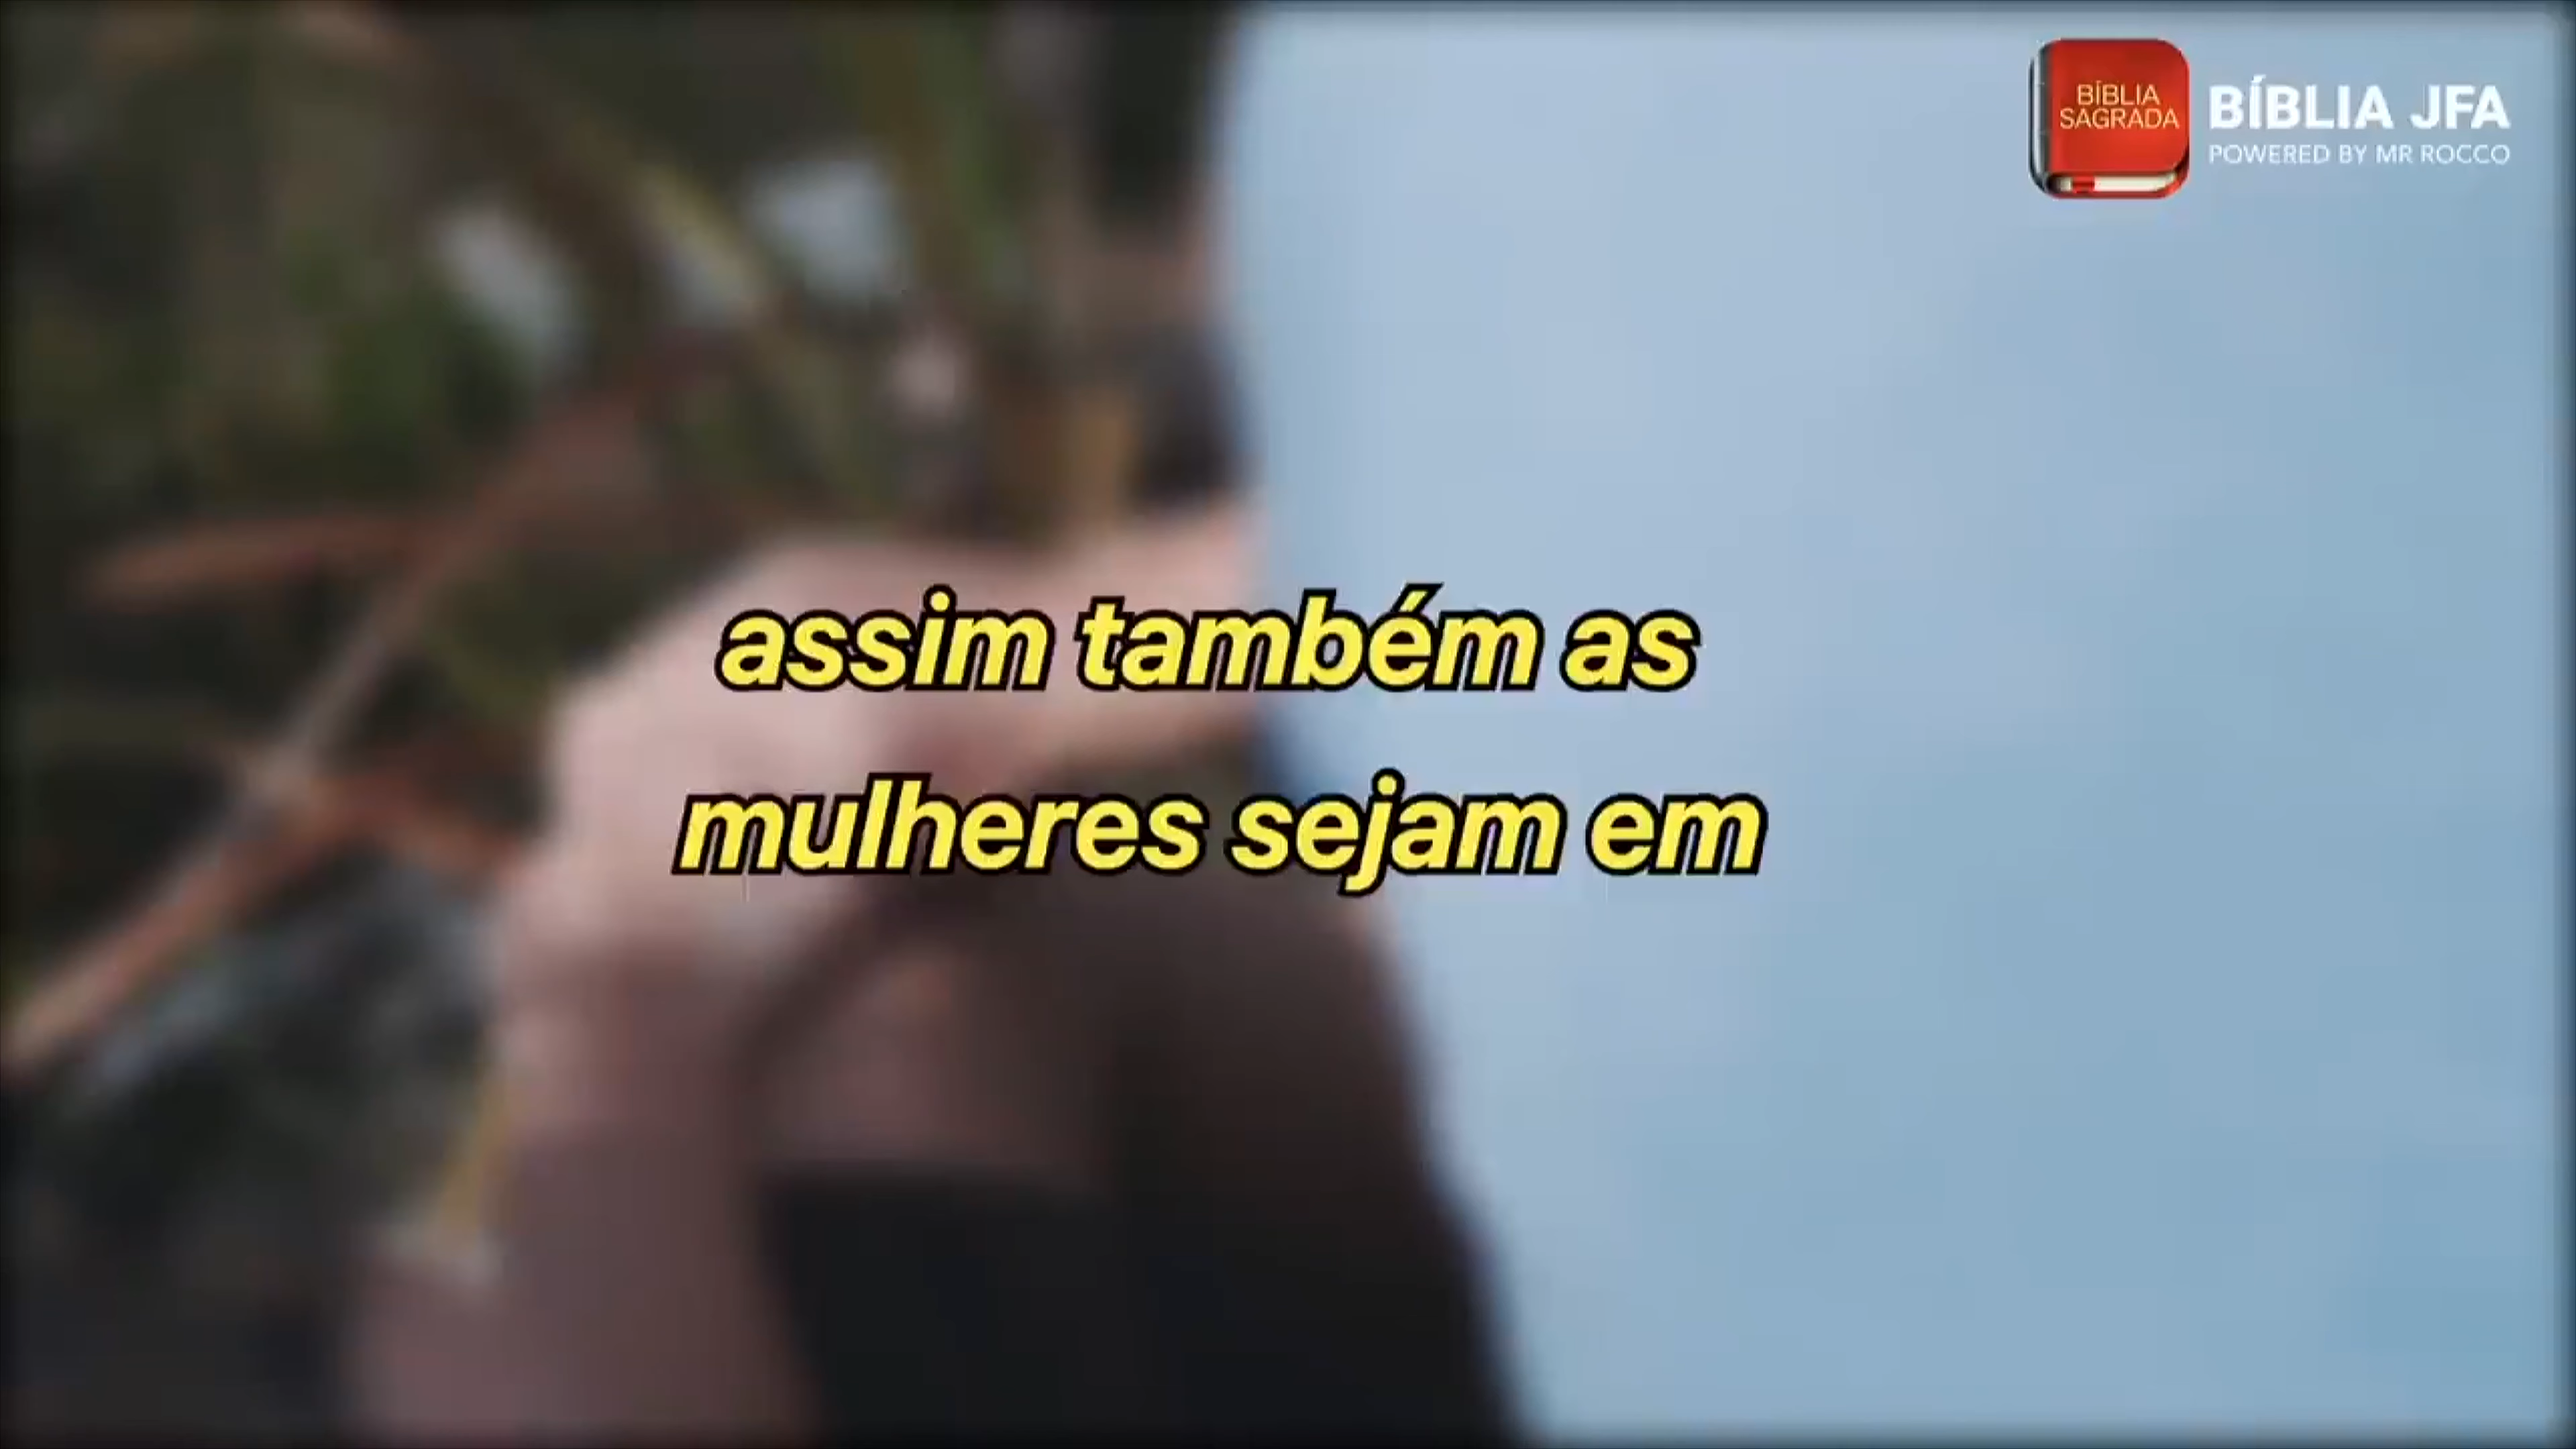 BÍBLIA
SAGRADA
BÍBLIA JFA
POWERED BY MR ROCCO
assim também as
mulheres sejam em